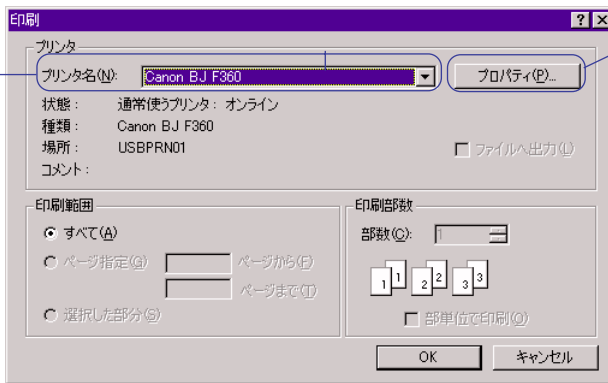 印刷
プリンタ
プリンタ名(N): Canon BJ F360 プロパティ(P)...
状態: 通常使うプリンタ: オンライン
種類: Canon BJ F360
場所: USBPRN01 ファイルへ出力(L)
コメント:
印刷範囲
すべて(A)
ページ指定(G) ページから(F)
ページまで(T)
選択した部分(S)
印刷部数
部数(C): 1
1 1 2 2 3 3
部単位で印刷(O)
OK キャンセル